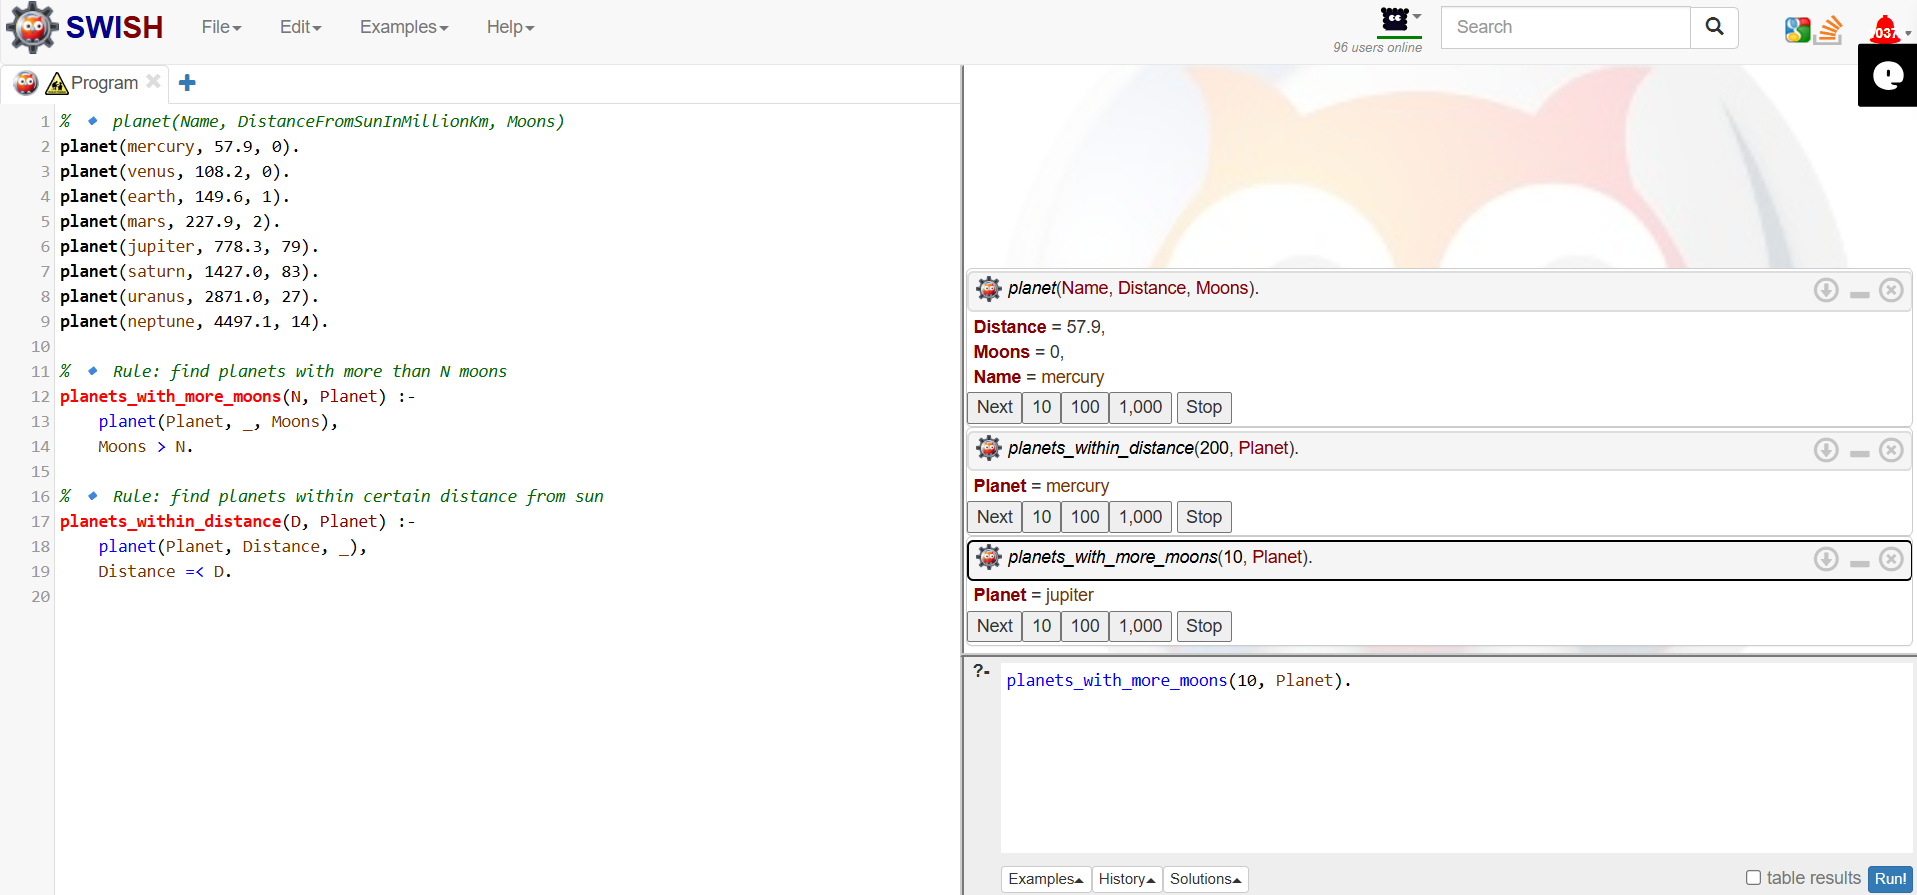 SWISH File Edit Examples Help 96 users online Search 037
Program
1 % 🔹 planet(Name, DistanceFromSunInMillionKm, Moons)
2 planet(mercury, 57.9, 0).
3 planet(venus, 108.2, 0).
4 planet(earth, 149.6, 1).
5 planet(mars, 227.9, 2).
6 planet(jupiter, 778.3, 79).
7 planet(saturn, 1427.0, 83).
8 planet(uranus, 2871.0, 27).
9 planet(neptune, 4497.1, 14).
10
11 % 🔹 Rule: find planets with more than N moons
12 planets_with_more_moons(N, Planet) :-
13     planet(Planet, _, Moons),
14     Moons > N.
15
16 % 🔹 Rule: find planets within certain distance from sun
17 planets_within_distance(D, Planet) :-
18     planet(Planet, Distance, _),
19     Distance =< D.
20
planet(Name, Distance, Moons).
Distance = 57.9,
Moons = 0,
Name = mercury
Next 10 100 1,000 Stop
planets_within_distance(200, Planet).
Planet = mercury
Next 10 100 1,000 Stop
planets_with_more_moons(10, Planet).
Planet = jupiter
Next 10 100 1,000 Stop
?- planets_with_more_moons(10, Planet).
Examples History Solutions table results Run!